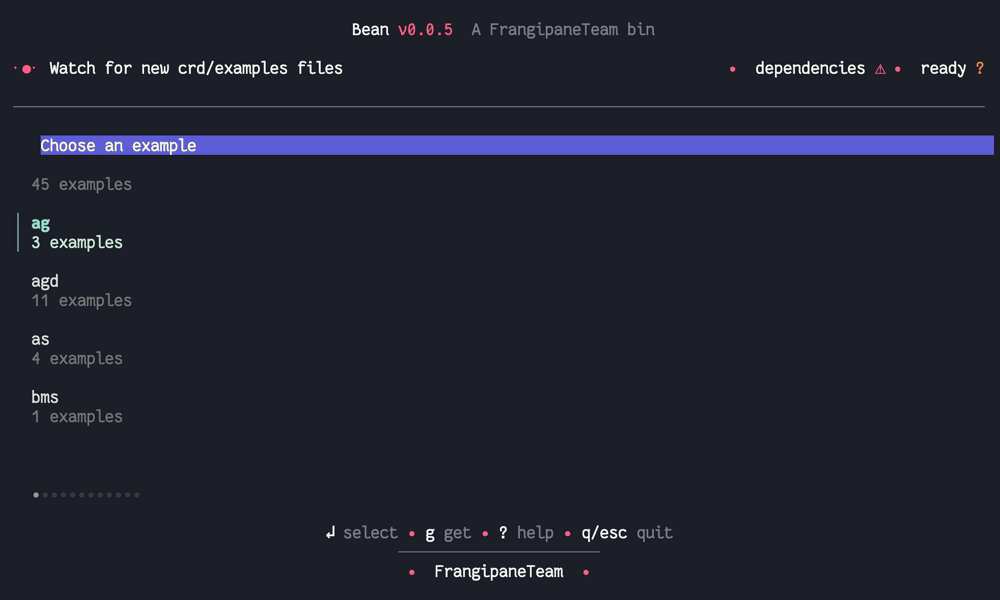 Bean v0.0.5 A FrangipaneTeam bin
Watch for new crd/examples files • dependencies ⚠ • ready ?
Choose an example
45 examples
ag
3 examples
agd
11 examples
as
4 examples
bms
1 examples
↲ select • g get • ? help • q/esc quit
• FrangipaneTeam •